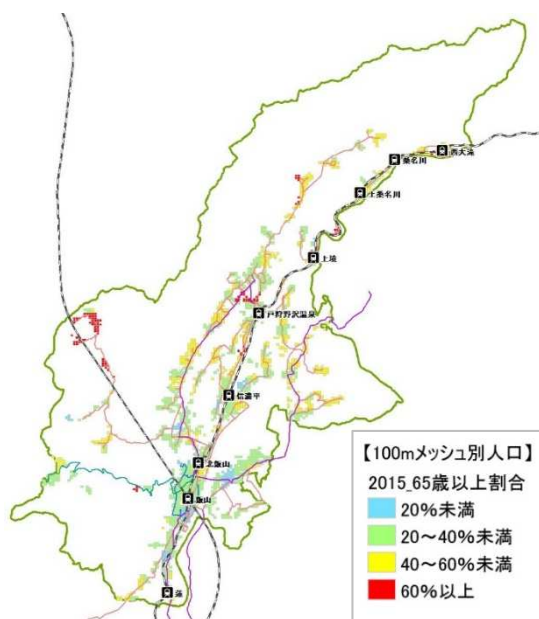 西大滝
桑名川
上桑名川
上境
戸狩野沢温泉
信濃平
北飯山
飯山
蓮
【100mメッシュ別人口】
2015_65歳以上割合
20%未満
20～40%未満
40～60%未満
60%以上